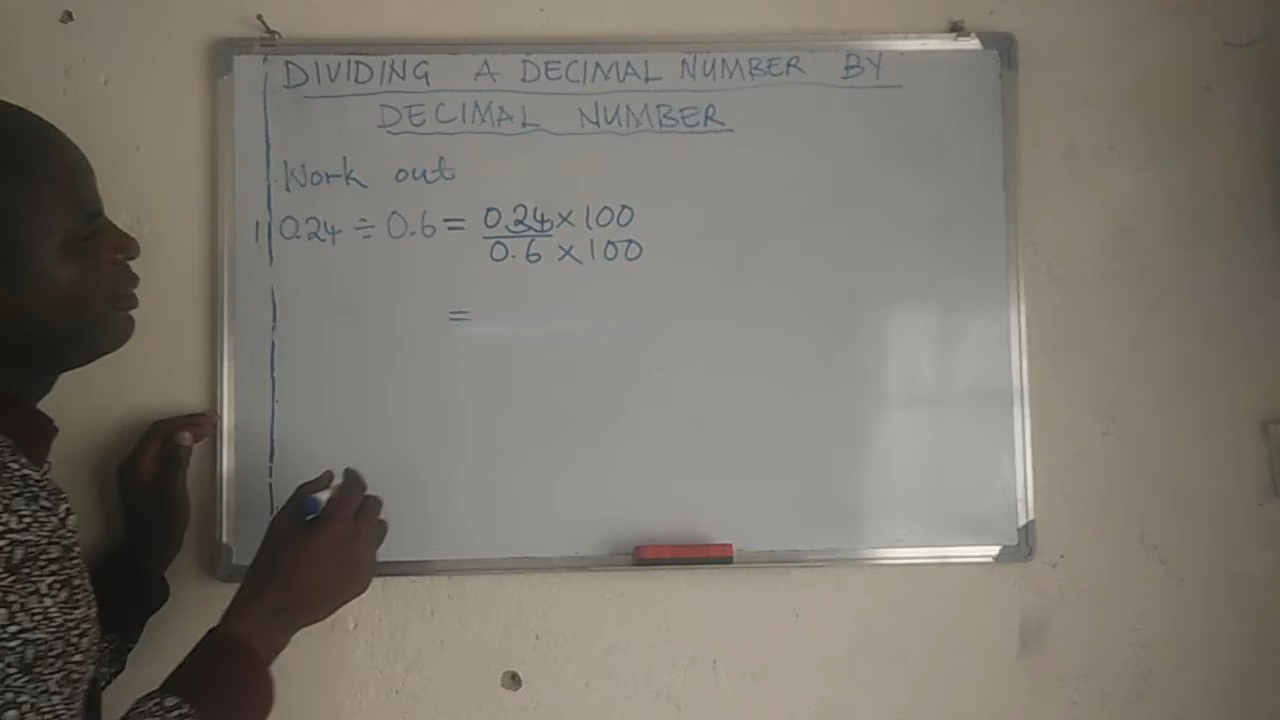 DIVIDING A DECIMAL NUMBER BY
DECIMAL NUMBER
Work out
1 0.24 ÷ 0.6 = 0.24 × 100
0.6 × 100
=